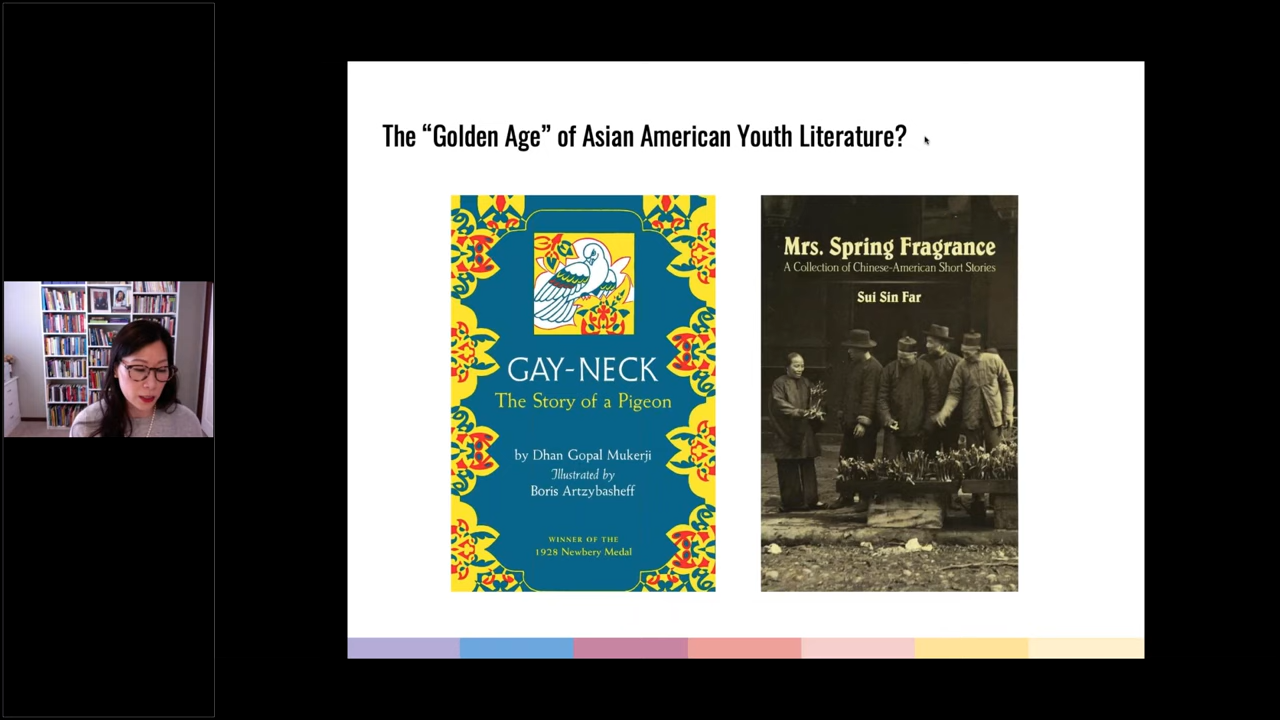 The “Golden Age” of Asian American Youth Literature?
GAY-NECK
The Story of a Pigeon
by Dhan Gopal Mukerji
Illustrated by
Boris Artzybasheff
WINNER OF THE
1928 Newbery Medal
Mrs. Spring Fragrance
A Collection of Chinese-American Short Stories
Sui Sin Far